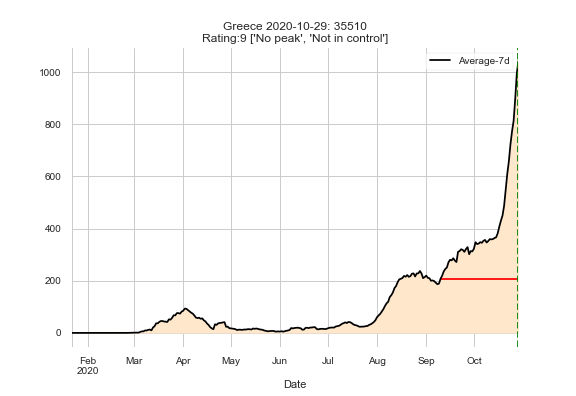 Greece 2020-10-29: 35510
Rating:9 ['No peak', 'Not in control']
Average-7d
1000
800
600
400
200
0
Feb Mar Apr May Jun Jul Aug Sep Oct
2020
Date